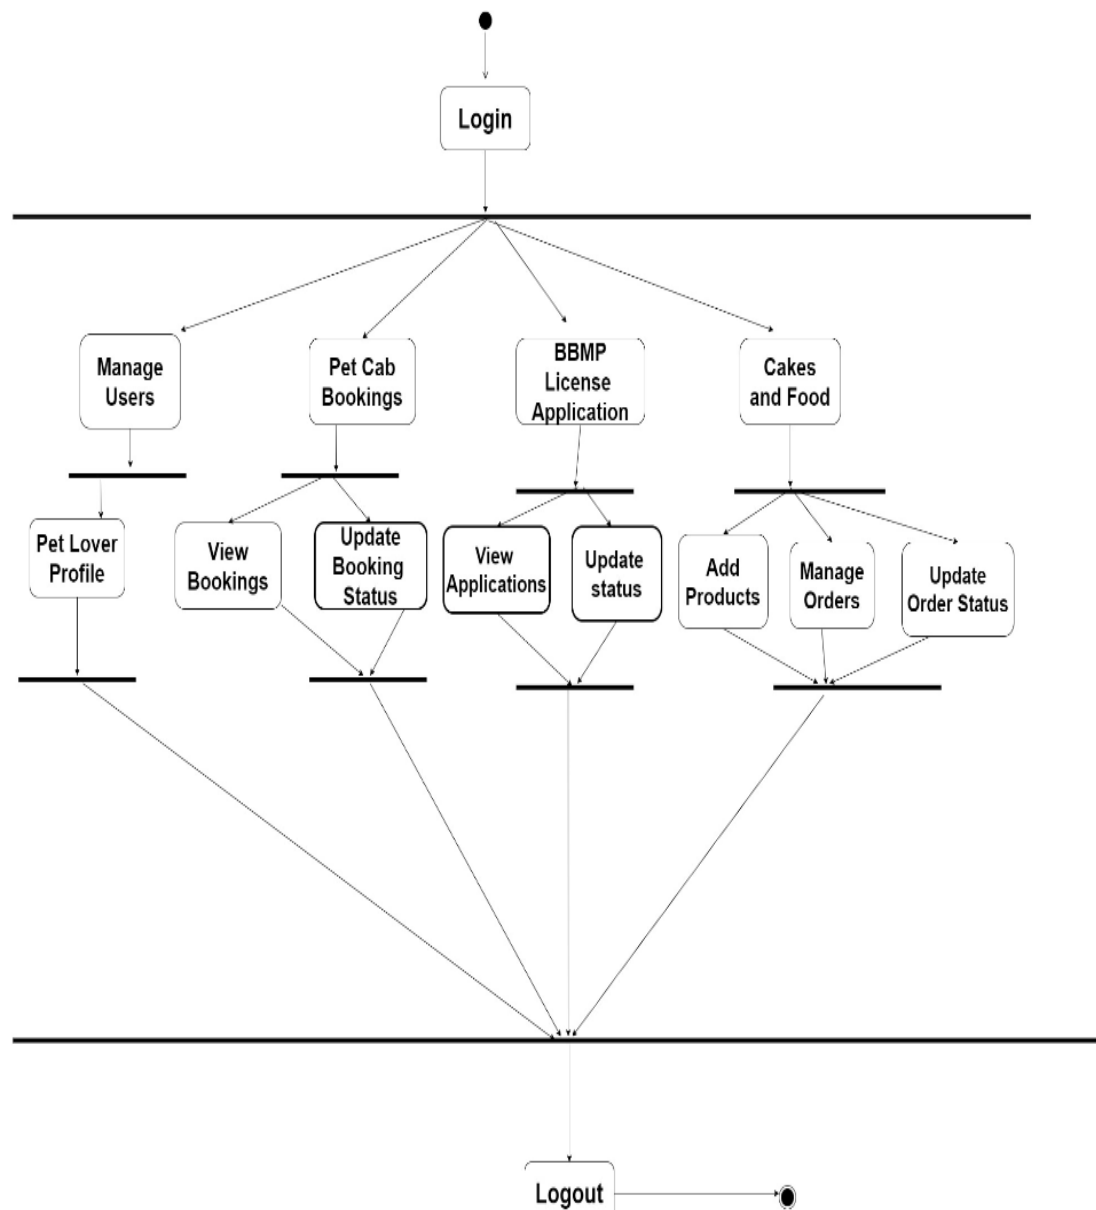 Login
Manage
Users
Pet Cab
Bookings
BBMP
License
Application
Cakes
and Food
Pet Lover
Profile
View
Bookings
Update
Booking
Status
View
Applications
Update
status
Add
Products
Manage
Orders
Update
Order Status
Logout